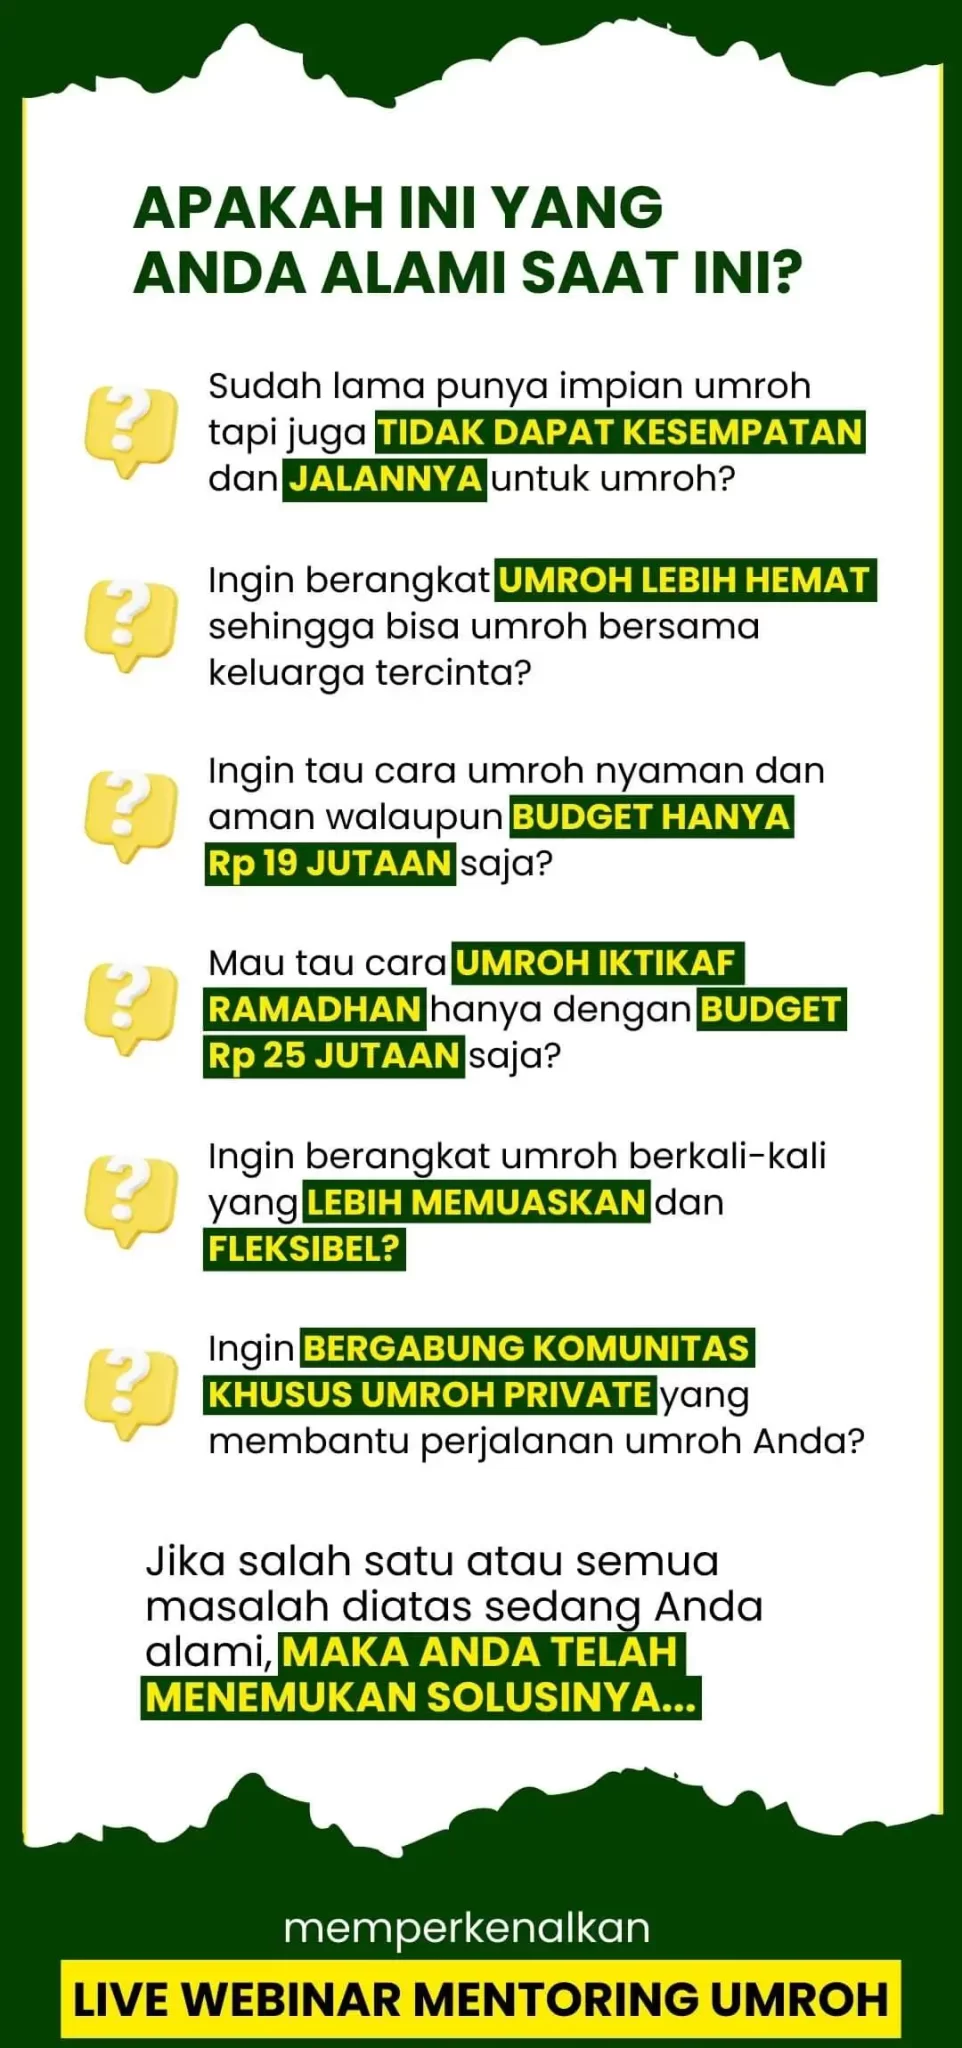 APAKAH INI YANG
ANDA ALAMI SAAT INI?
Sudah lama punya impian umroh
tapi juga TIDAK DAPAT KESEMPATAN
dan JALANNYA untuk umroh?
Ingin berangkat UMROH LEBIH HEMAT
sehingga bisa umroh bersama
keluarga tercinta?
Ingin tau cara umroh nyaman dan
aman walaupun BUDGET HANYA
Rp 19 JUTAAN saja?
Mau tau cara UMROH IKTIKAF
RAMADHAN hanya dengan BUDGET
Rp 25 JUTAAN saja?
Ingin berangkat umroh berkali-kali
yang LEBIH MEMUASKAN dan
FLEKSIBEL?
Ingin BERGABUNG KOMUNITAS
KHUSUS UMROH PRIVATE yang
membantu perjalanan umroh Anda?
Jika salah satu atau semua
masalah diatas sedang Anda
alami, MAKA ANDA TELAH
MENEMUKAN SOLUSINYA...
memperkenalkan
LIVE WEBINAR MENTORING UMROH